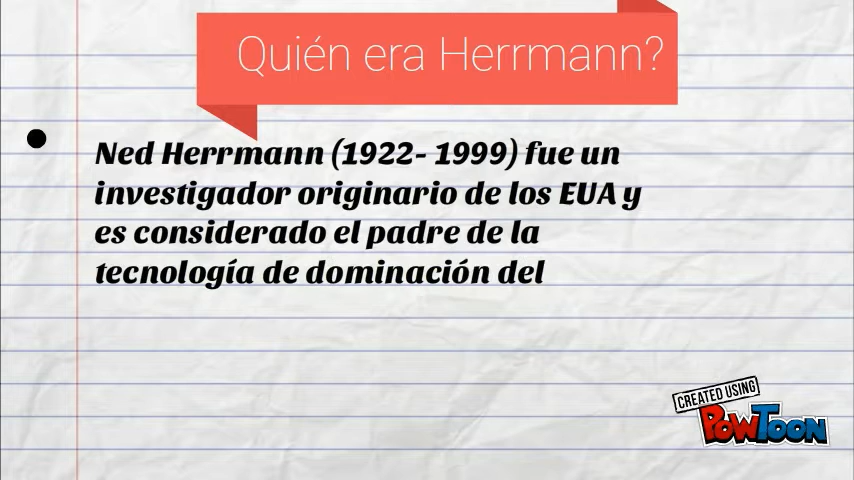 Quién era Herrmann?
Ned Herrmann (1922- 1999) fue un
investigador originario de los EUA y
es considerado el padre de la
tecnología de dominación del
CREATED USING
POWTOON